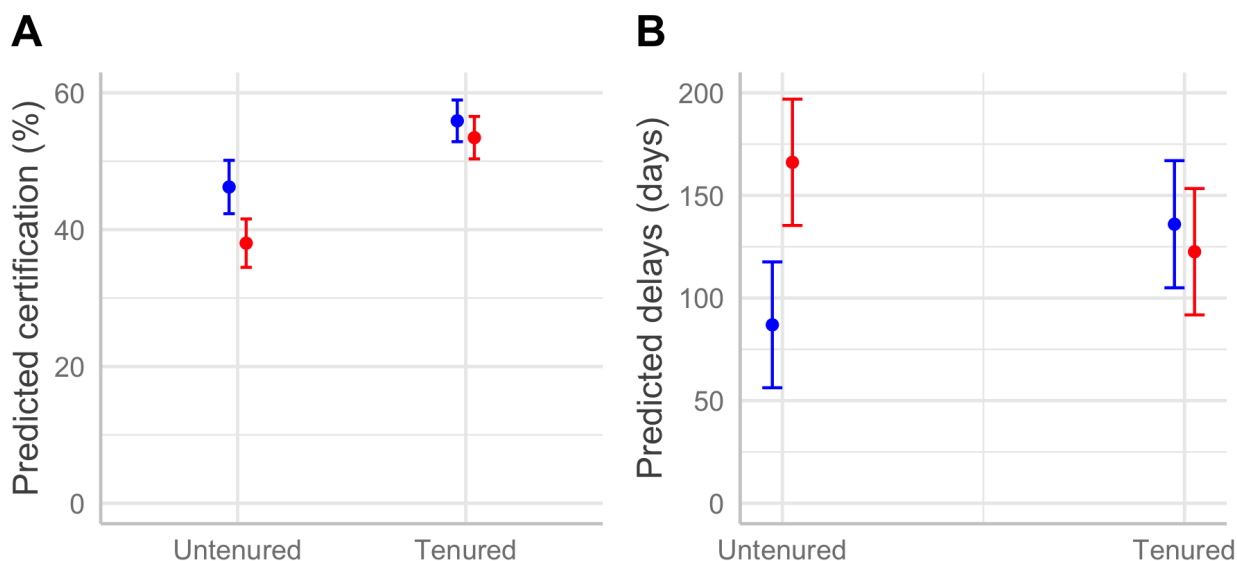 A
Predicted certification (%)
60
40
20
0
Untenured
Tenured
B
Predicted delays (days)
200
150
100
50
0
Untenured
Tenured